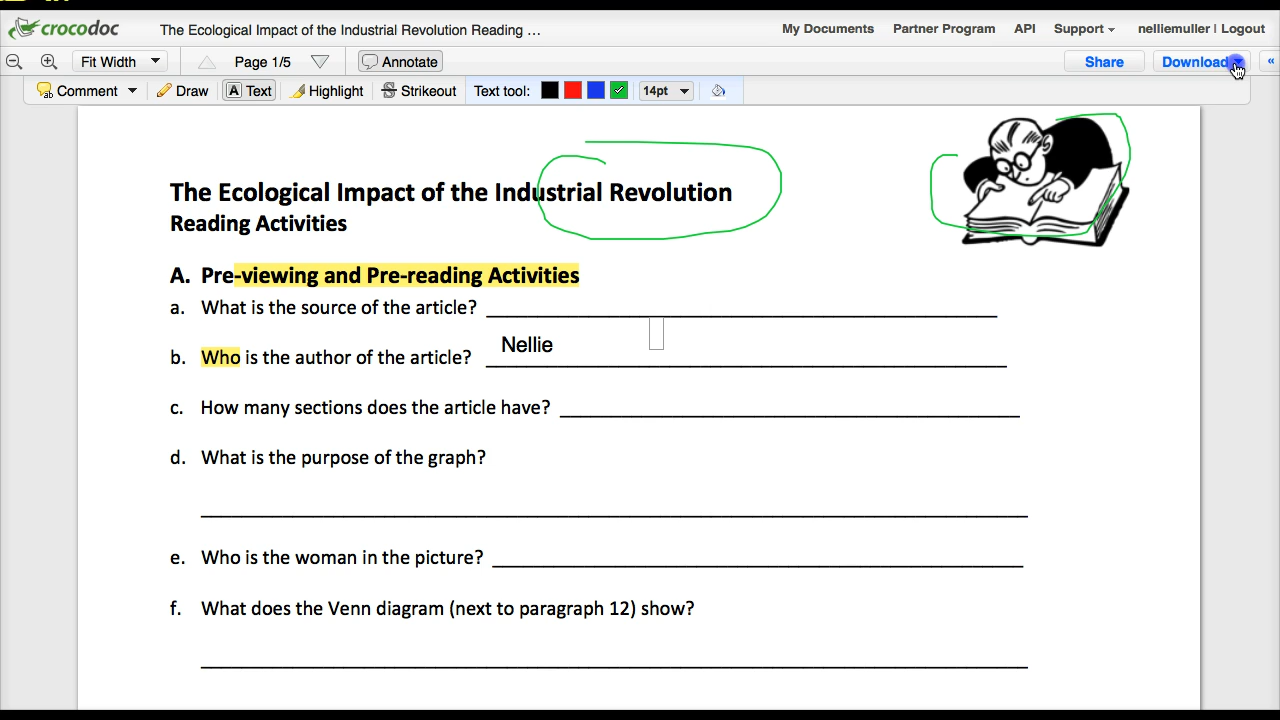 crocodoc The Ecological Impact of the Industrial Revolution Reading ... My Documents Partner Program API Support nelliemuller | Logout
Fit Width Page 1/5 Annotate Share Download «
Comment Draw A Text Highlight Strikeout Text tool: 14pt
The Ecological Impact of the Industrial Revolution
Reading Activities
A. Pre-viewing and Pre-reading Activities
a. What is the source of the article?
Nellie
b. Who is the author of the article?
c. How many sections does the article have?
d. What is the purpose of the graph?
e. Who is the woman in the picture?
f. What does the Venn diagram (next to paragraph 12) show?